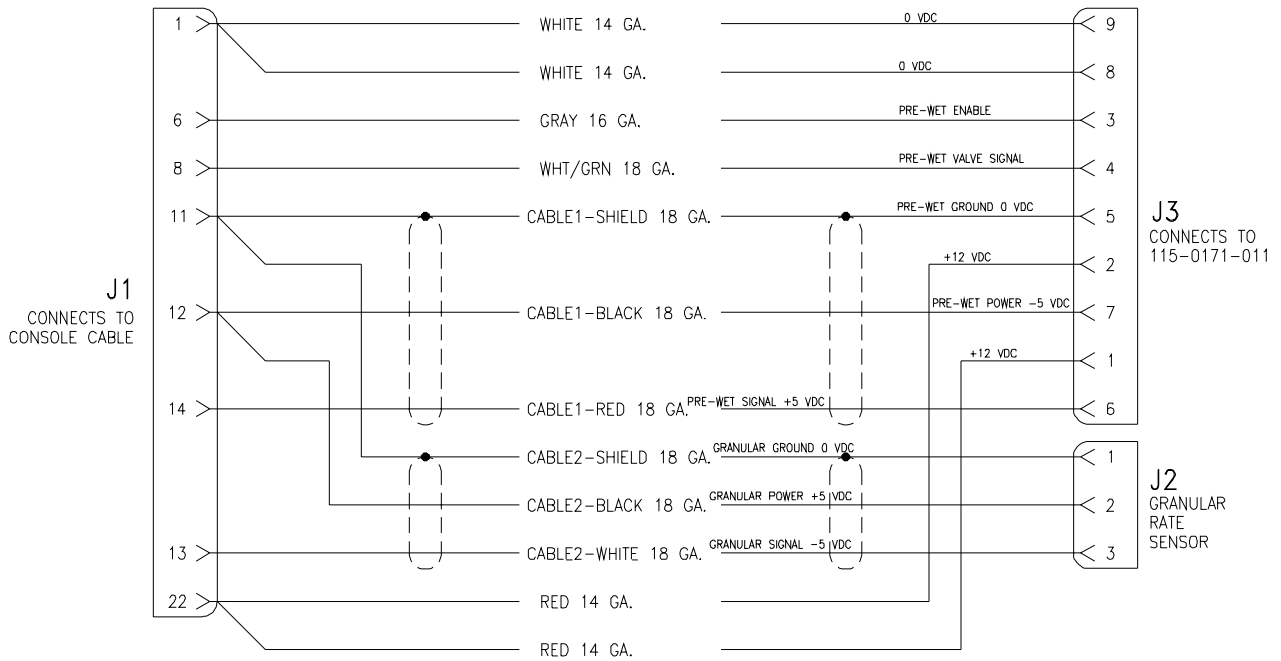 1 WHITE 14 GA. 0 VDC 9
WHITE 14 GA. 0 VDC 8
6 GRAY 16 GA. PRE-WET ENABLE 3
8 WHT/GRN 18 GA. PRE-WET VALVE SIGNAL 4
11 CABLE1-SHIELD 18 GA. PRE-WET GROUND 0 VDC 5
+12 VDC 2
12 CABLE1-BLACK 18 GA. PRE-WET POWER -5 VDC 7
+12 VDC 1
14 CABLE1-RED 18 GA. PRE-WET SIGNAL +5 VDC 6
CABLE2-SHIELD 18 GA. GRANULAR GROUND 0 VDC 1
CABLE2-BLACK 18 GA. GRANULAR POWER +5 VDC 2
13 CABLE2-WHITE 18 GA. GRANULAR SIGNAL -5 VDC 3
22 RED 14 GA.
RED 14 GA.
J1
CONNECTS TO
CONSOLE CABLE
J3
CONNECTS TO
115-0171-011
J2
GRANULAR
RATE
SENSOR